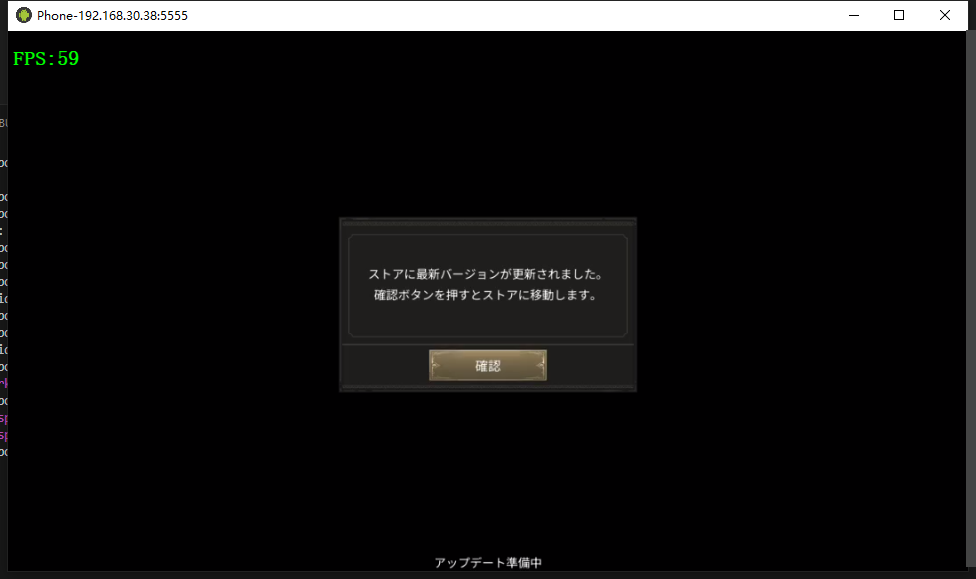 Phone-192.168.30.38:5555
FPS:59
ストアに最新バージョンが更新されました。
確認ボタンを押すとストアに移動します。
確認
アップデート準備中